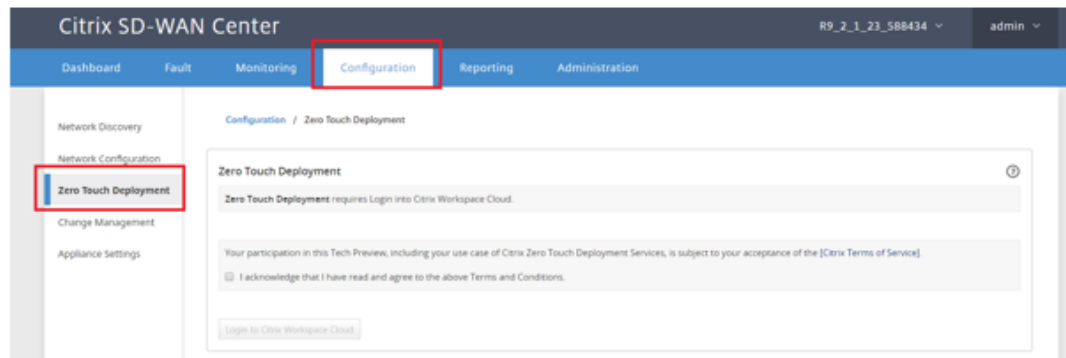 Citrix SD-WAN Center
R9_2_1_23_588434
admin
Dashboard Fault Monitoring Configuration Reporting Administration
Network Discovery
Network Configuration
Zero Touch Deployment
Change Management
Appliance Settings
Configuration / Zero Touch Deployment
Zero Touch Deployment
Zero Touch Deployment requires Login into Citrix Workspace Cloud.
Your participation in this Tech Preview, including your use case of Citrix Zero Touch Deployment Services, is subject to your acceptance of the [Citrix Terms of Service].
I acknowledge that I have read and agree to the above Terms and Conditions.
Login to Citrix Workspace Cloud